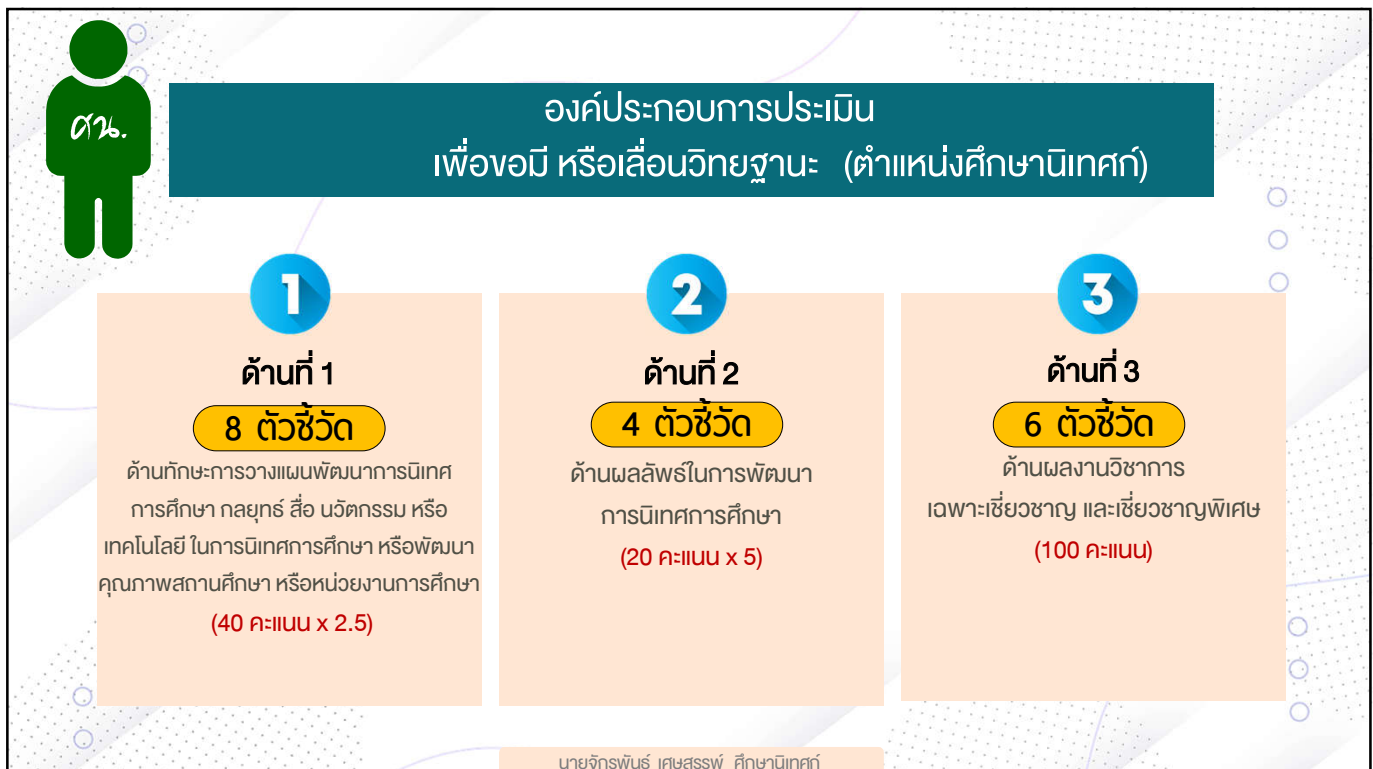 ศน.
องค์ประกอบการประเมิน
เพื่อขอมี หรือเลื่อนวิทยฐานะ (ตำแหน่งศึกษานิเทศก์)
1
ด้านที่ 1
8 ตัวชี้วัด
ด้านทักษะการวางแผนพัฒนาการนิเทศ
การศึกษา กลยุทธ์ สื่อ นวัตกรรม หรือ
เทคโนโลยี ในการนิเทศการศึกษา หรือพัฒนา
คุณภาพสถานศึกษา หรือหน่วยงานการศึกษา
(40 คะแนน x 2.5)
2
ด้านที่ 2
4 ตัวชี้วัด
ด้านผลลัพธ์ในการพัฒนา
การนิเทศการศึกษา
(20 คะแนน x 5)
3
ด้านที่ 3
6 ตัวชี้วัด
ด้านผลงานวิชาการ
เฉพาะเชี่ยวชาญ และเชี่ยวชาญพิเศษ
(100 คะแนน)
นายจักรพันธ์ เศษสรรพ์ ศึกษานิเทศก์